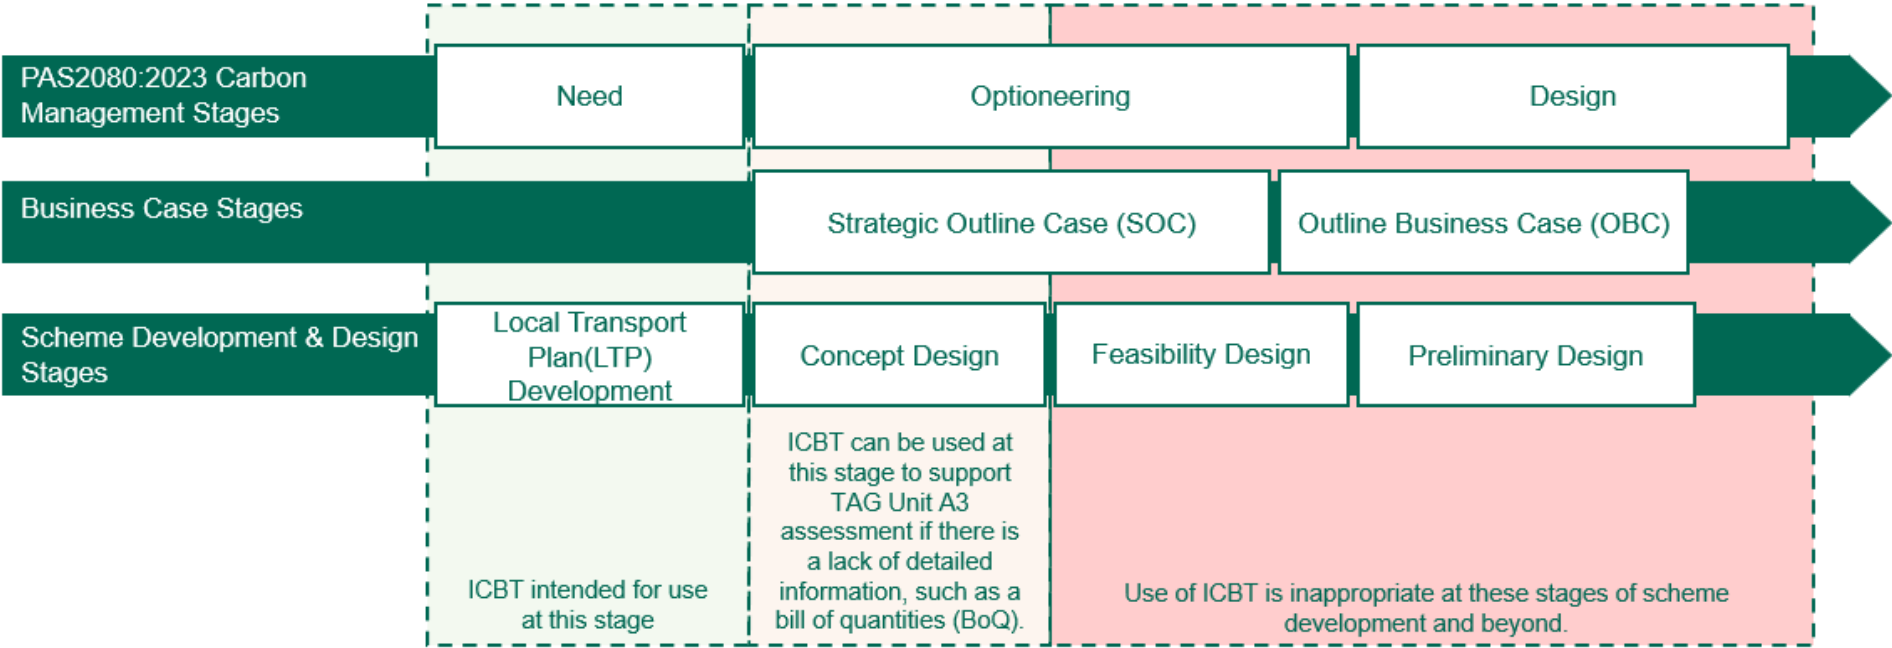 PAS2080:2023 Carbon
Management Stages
Need
Optioneering
Design
Business Case Stages
Strategic Outline Case (SOC)
Outline Business Case (OBC)
Scheme Development & Design
Stages
Local Transport
Plan(LTP)
Development
Concept Design
Feasibility Design
Preliminary Design
ICBT intended for use
at this stage
ICBT can be used at
this stage to support
TAG Unit A3
assessment if there is
a lack of detailed
information, such as a
bill of quantities (BoQ).
Use of ICBT is inappropriate at these stages of scheme
development and beyond.